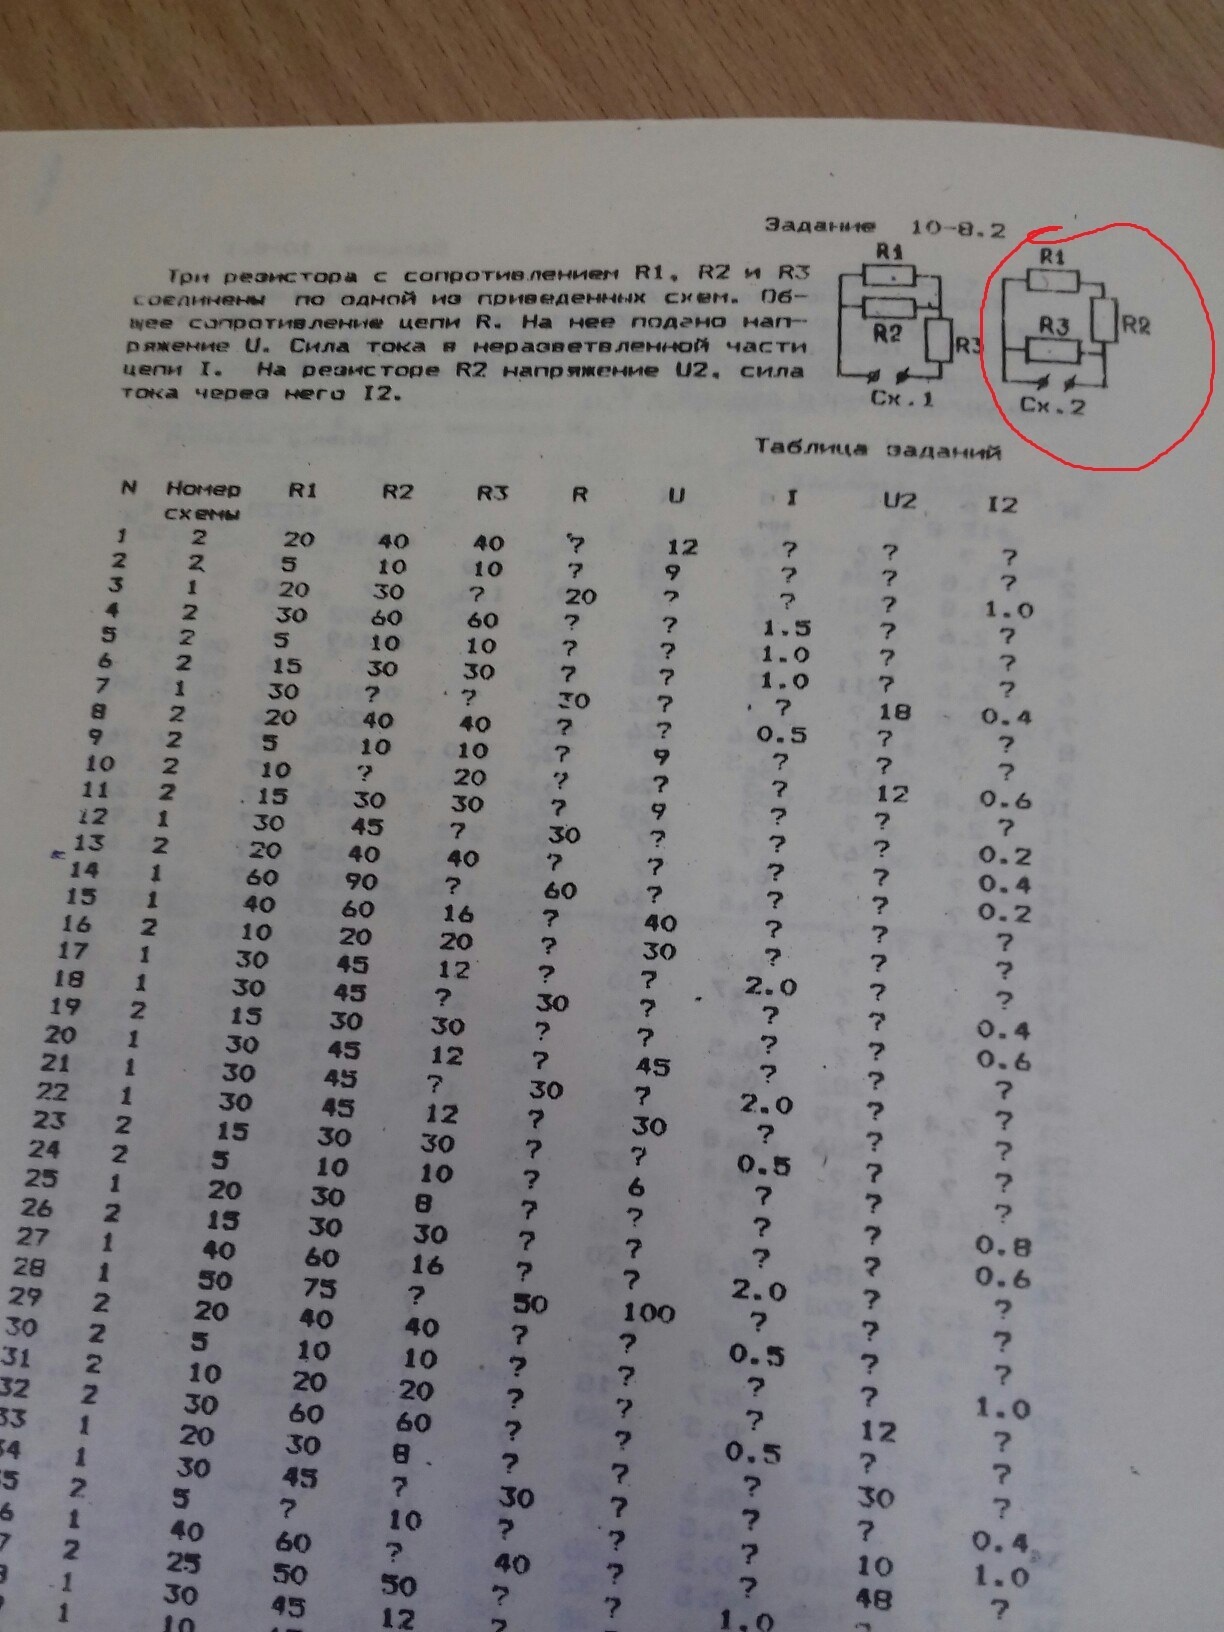 Задание 10-8.2
Три резистора с сопротивлением R1, R2 и R3
соединены по одной из приведенных схем. Об-
щее сопротивление цепи R. На нее подано нап-
ряжение U. Сила тока в неразветвленной части
цепи I. На резисторе R2 напряжение U2, сила
тока через него I2.
R1
R2
R3
Сх.1
R1
R3
R2
Сх.2
Таблица заданий
N Номер схемы R1 R2 R3 R U I U2 I2
1 2 20 40 40 ? 12 ? ? ?
2 2 5 10 10 ? 9 ? ? ?
3 1 20 30 ? 20 ? ? ? 1.0
4 2 30 60 60 ? ? 1.5 ? ?
5 2 5 10 10 ? ? 1.0 ? ?
6 2 15 30 30 ? ? 1.0 ? ?
7 1 30 ? ? 30 ? ? 18 0.4
8 2 20 40 40 ? ? 0.5 ? ?
9 2 5 10 10 ? 9 ? ? ?
10 2 10 ? 20 ? ? ? 12 0.6
11 2 15 30 30 ? 9 ? ? ?
12 1 30 45 ? 30 ? ? ? 0.2
13 2 20 40 40 ? ? ? ? 0.4
14 1 60 90 ? 60 ? ? ? 0.2
15 1 40 60 16 ? 40 ? ? ?
16 2 10 20 20 ? 30 ? ? ?
17 1 30 45 12 ? ? 2.0 ? ?
18 1 30 45 ? 30 ? ? ? 0.4
19 2 15 30 30 ? ? ? ? 0.6
20 1 30 45 12 ? 45 ? ? ?
21 1 30 45 ? 30 ? 2.0 ? ?
22 1 30 45 12 ? 30 ? ? ?
23 2 15 30 30 ? ? 0.5 ? ?
24 2 5 10 10 ? 6 ? ? ?
25 1 20 30 8 ? ? ? ? 0.8
26 2 15 30 30 ? ? ? ? 0.6
27 1 40 60 16 ? ? 2.0 ? ?
28 1 50 75 ? 50 100 ? ? ?
29 2 20 40 40 ? ? 0.5 ? ?
30 2 5 10 10 ? ? ? ? 1.0
31 2 10 20 20 ? ? ? 12 ?
32 2 30 60 60 ? ? 0.5 ? ?
33 1 20 30 8 ? ? ? 30 ?
34 1 30 45 ? 30 ? ? ? 0.4
5 2 5 ? 10 ? ? ? 10 1.0
6 1 40 60 ? 40 ? ? 48 ?
7 2 25 50 50 ? ? 1.0 ?
8 1 30 45 12 ?
1 10